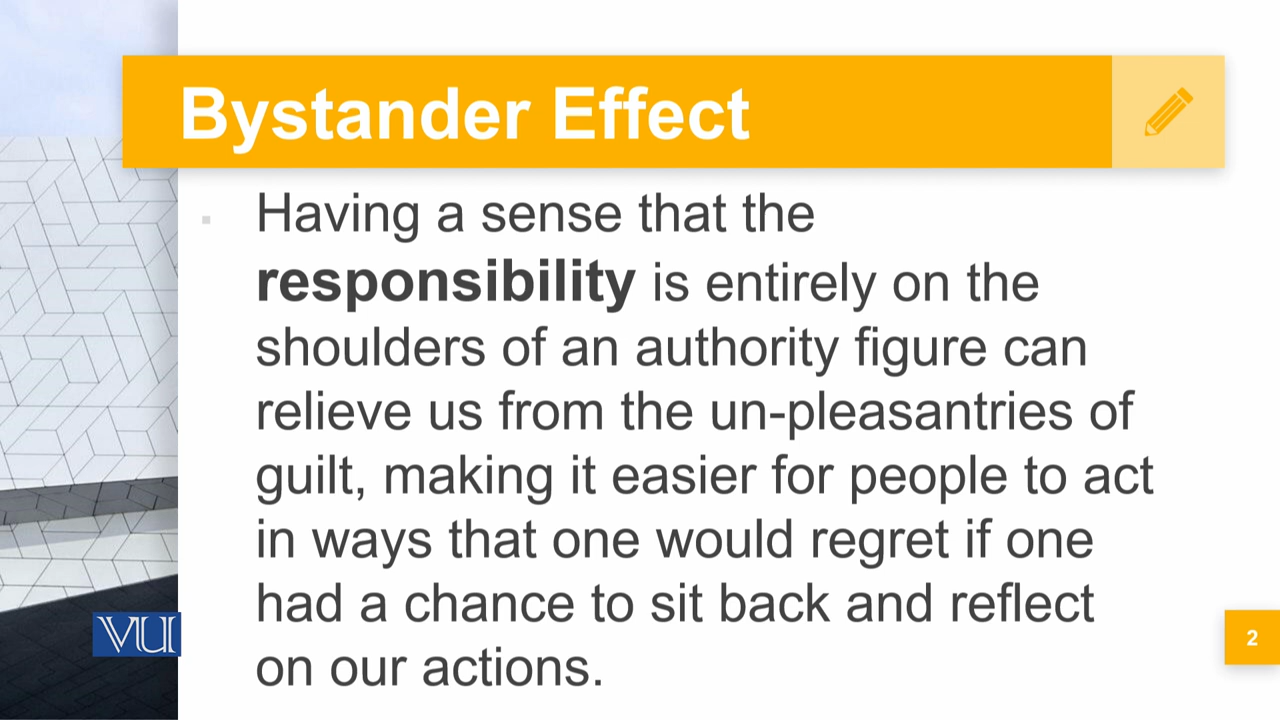 Bystander Effect
Having a sense that the
responsibility is entirely on the
shoulders of an authority figure can
relieve us from the un-pleasantries of
guilt, making it easier for people to act
in ways that one would regret if one
had a chance to sit back and reflect
on our actions.
VU
2